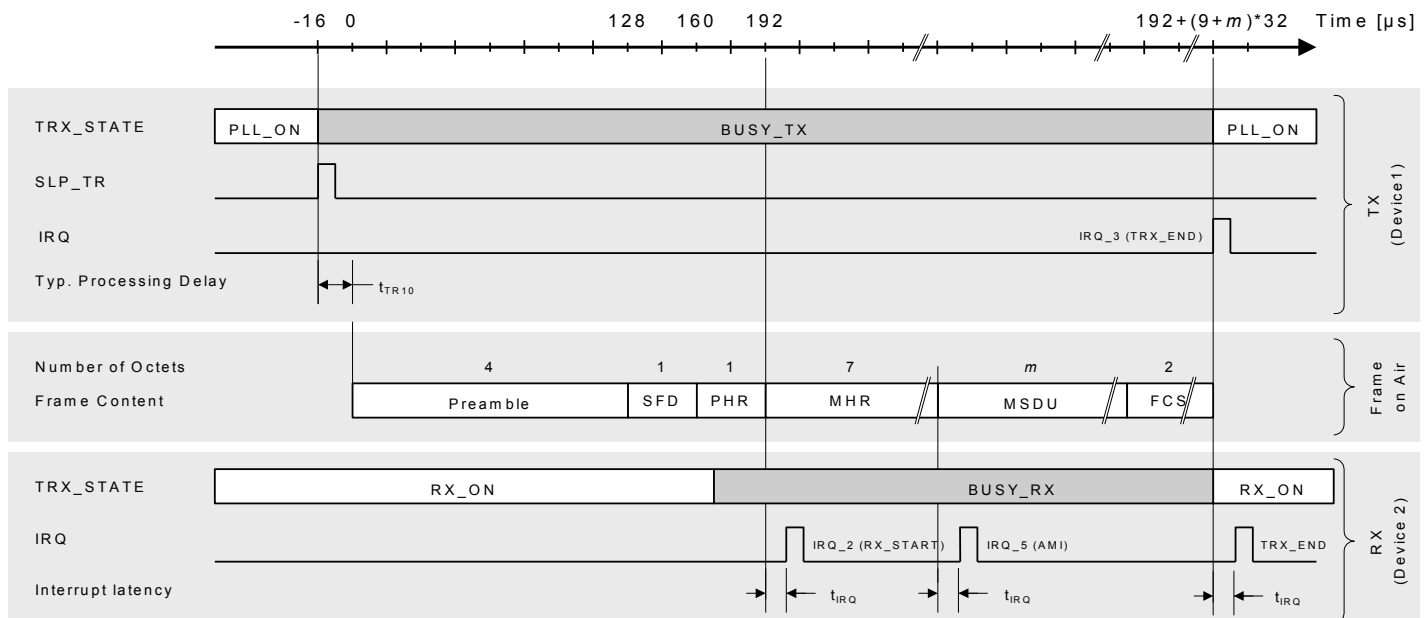 -16 0 128 160 192 192+(9+m)*32 Time [µs]
TRX_STATE PLL_ON BUSY_TX PLL_ON
SLP_TR
IRQ IRQ_3 (TRX_END)
Typ. Processing Delay tTR10
TX
(Device1)
Number of Octets 4 1 1 7 m 2
Frame Content Preamble SFD PHR MHR MSDU FCS
Frame
on Air
TRX_STATE RX_ON BUSY_RX RX_ON
IRQ IRQ_2 (RX_START) IRQ_5 (AMI) TRX_END
Interrupt latency tIRQ tIRQ tIRQ
RX
(Device 2)